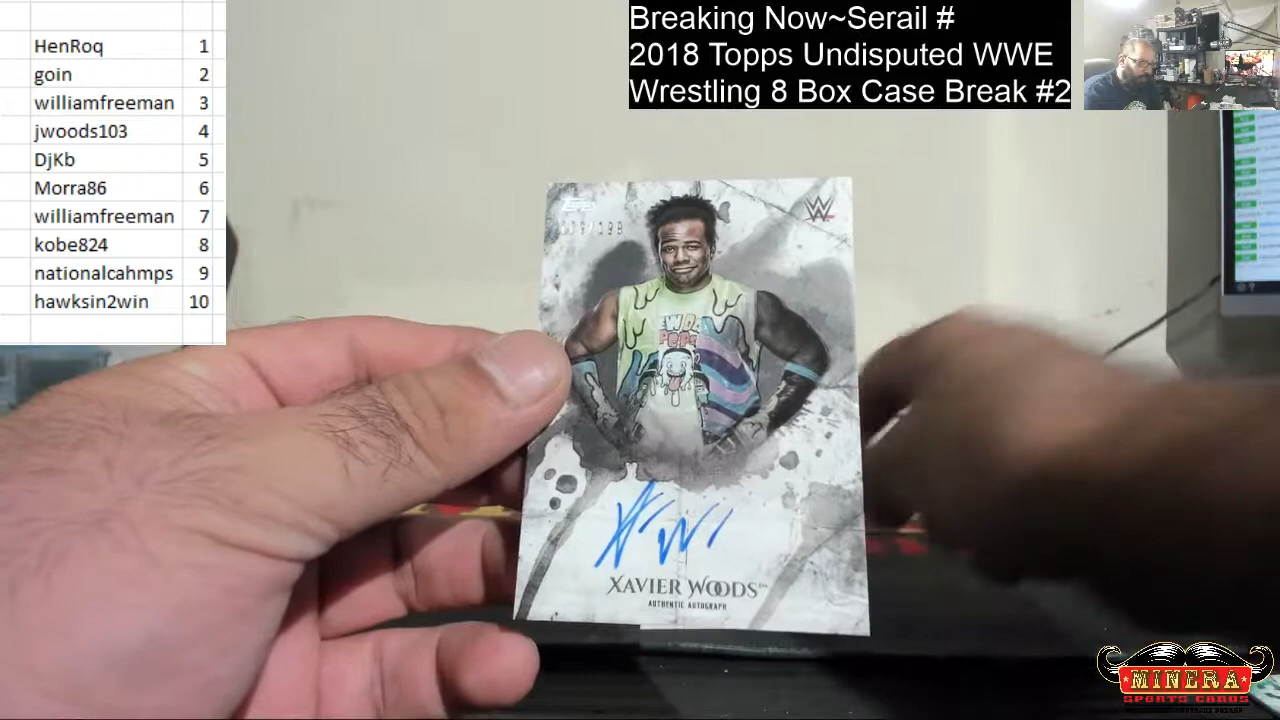 HenRoq 1
goin 2
williamfreeman 3
jwoods103 4
DjKb 5
Morra86 6
williamfreeman 7
kobe824 8
nationalcahmps 9
hawksin2win 10
Breaking Now~Serail #
2018 Topps Undisputed WWE
Wrestling 8 Box Case Break #2
Topps
W
XAVIER WOODS
AUTHENTIC AUTOGRAPH
MINERA
SPORTS CARDS